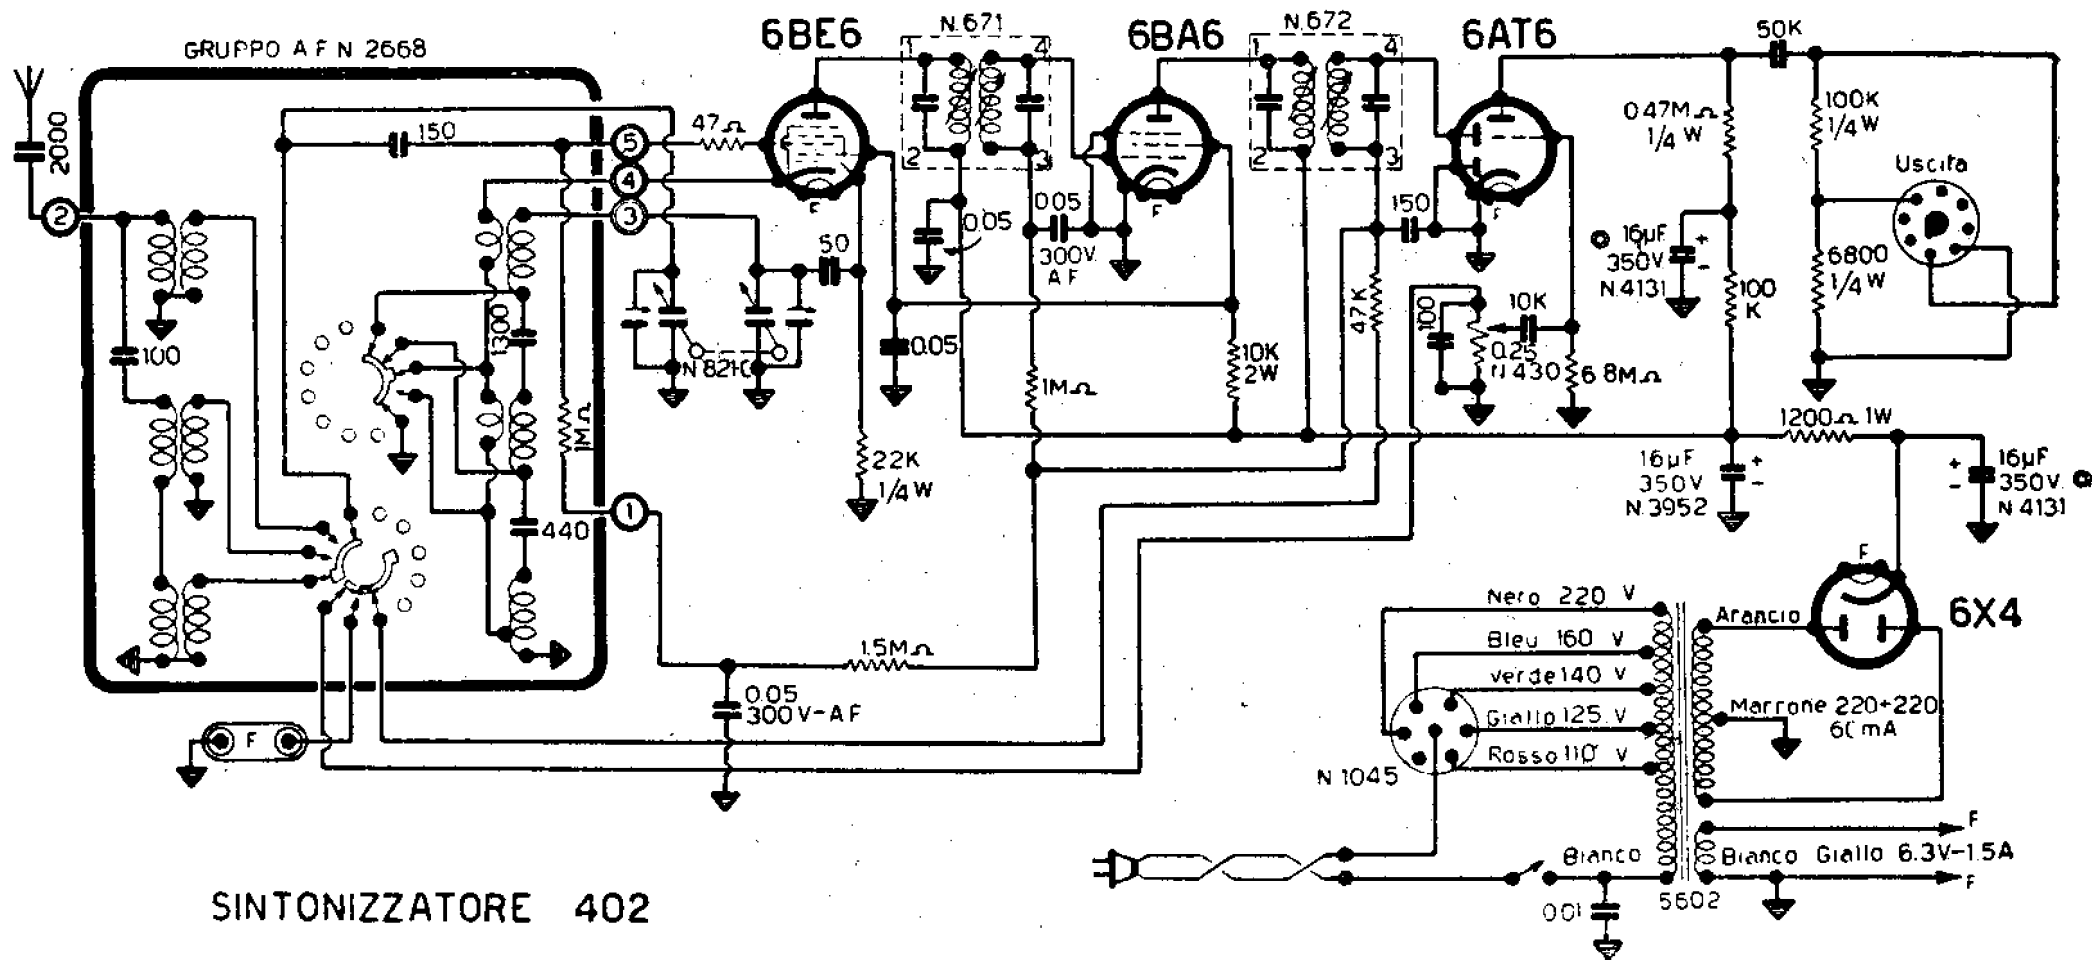 GRUPPO A F N 2668
6BE6
N.671
6BA6
N.672
6AT6
50K
2000
150
47Ω
1
4
2
3
1
4
2
3
5
4
3
2
F
F
F
0.47MΩ
1/4 W
100K
1/4 W
Uscita
0.05
0.05
300V.
A F
150
50
16µF
350V
N.4131
+
-
6800
1/4 W
100
1300
N 821-C
0.05
10K
2W
47K
100
10K
0.25
N.430
6.8MΩ
100
K
1MΩ
1MΩ
1200Ω 1W
22K
1/4 W
440
1
16µF
350V
N.3952
+
-
+
-
16µF
350V.
N.4131
1.5MΩ
0.05
300V-AF
F
F
6X4
Nero 220 V
Bleu 160 V
verde 140 V
Giallo 125 V
Rosso 110 V
N 1045
Arancio
Marrone 220+220
60 mA
F
Bianco
Bianco Giallo 6.3V-1.5A
F
001
5602
SINTONIZZATORE 402